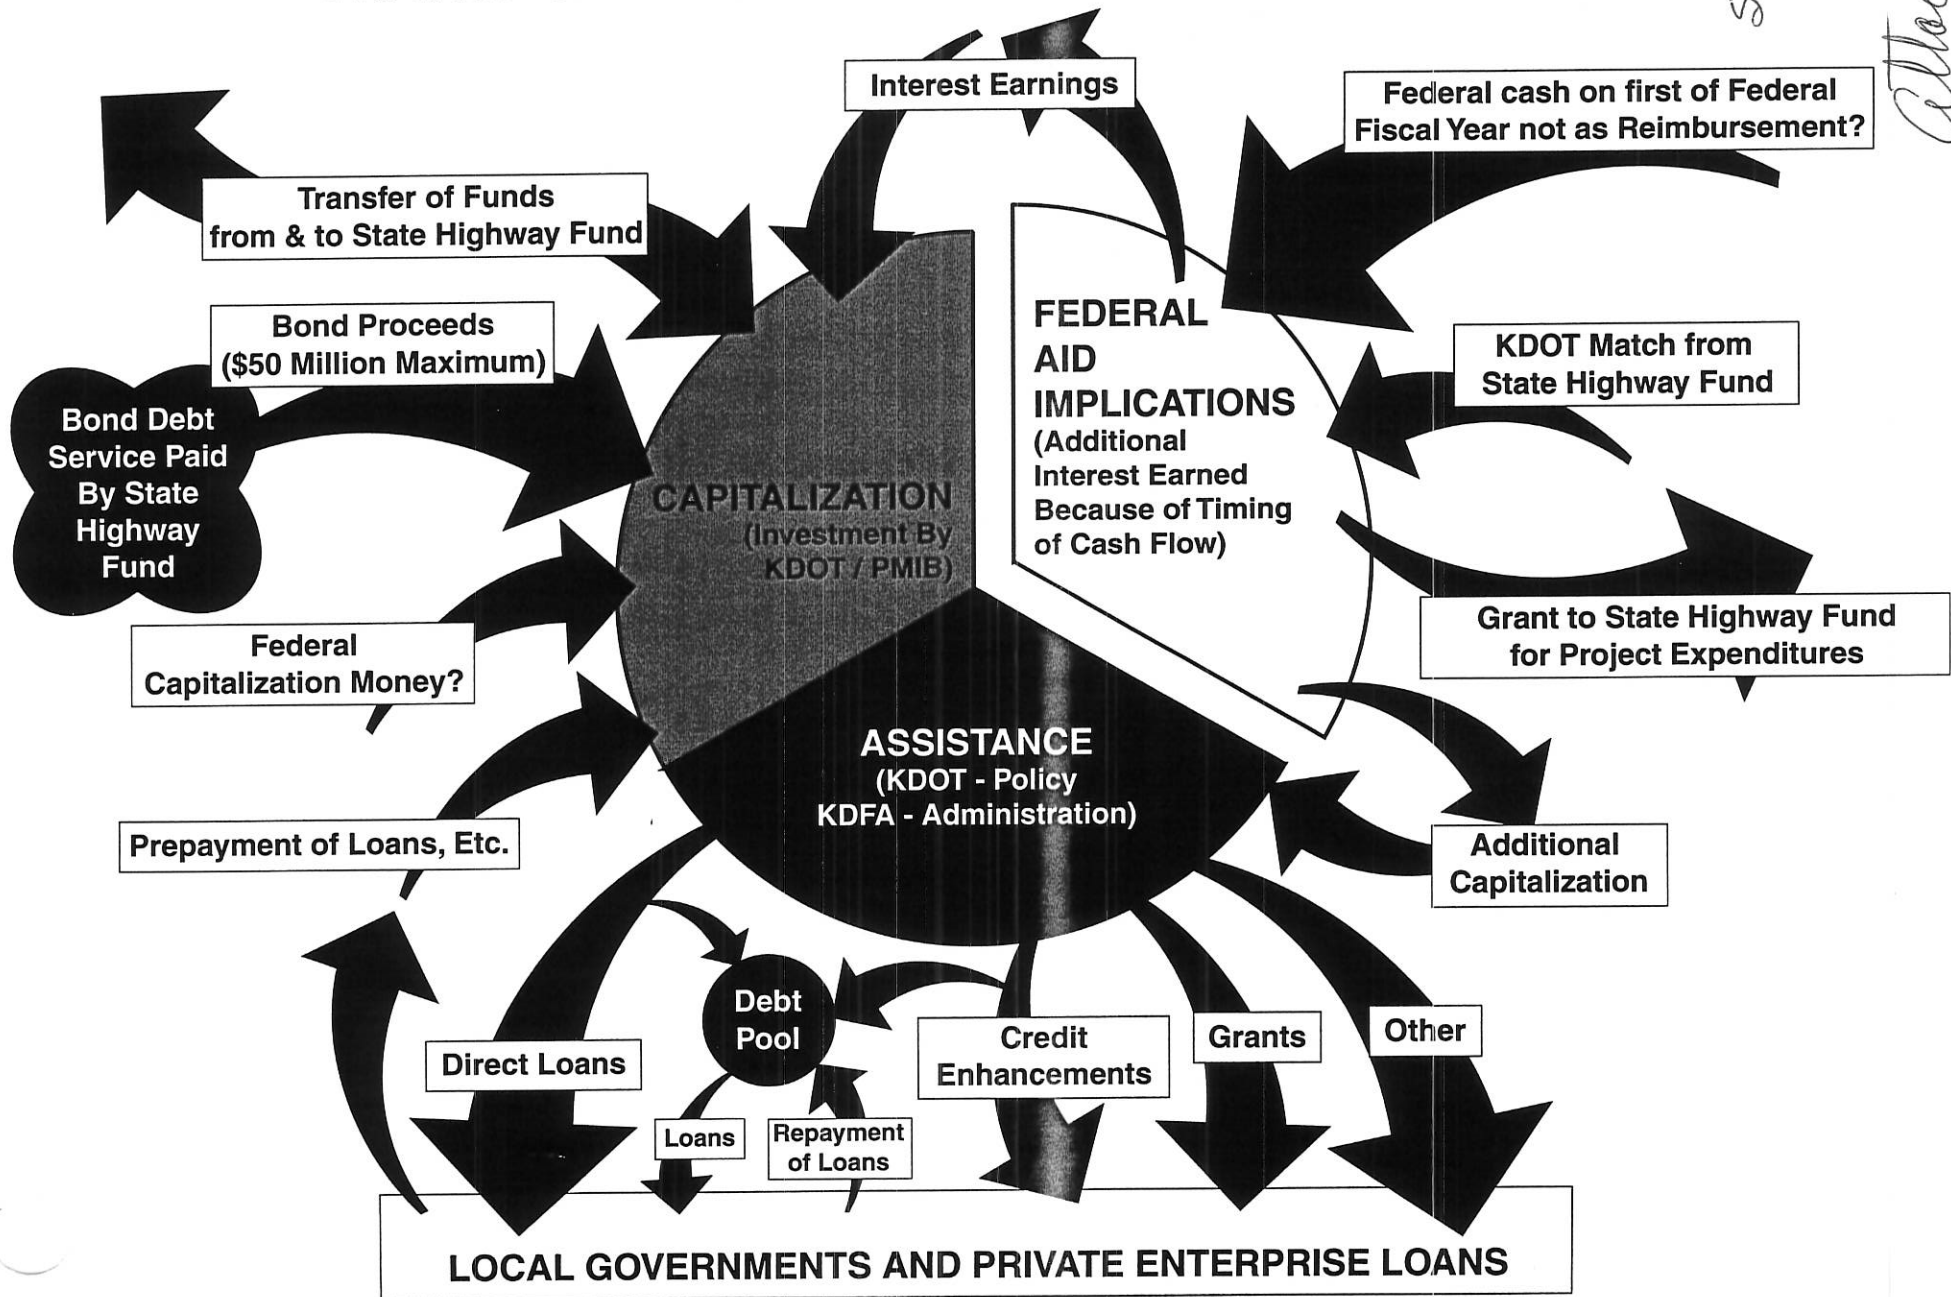 Interest Earnings
Federal cash on first of Federal
Fiscal Year not as Reimbursement?
Transfer of Funds
from & to State Highway Fund
Bond Proceeds
($50 Million Maximum)
Bond Debt
Service Paid
By State
Highway
Fund
FEDERAL
AID
IMPLICATIONS
(Additional
Interest Earned
Because of Timing
of Cash Flow)
KDOT Match from
State Highway Fund
CAPITALIZATION
(Investment By
KDOT / PMIB)
Grant to State Highway Fund
for Project Expenditures
Federal
Capitalization Money?
ASSISTANCE
(KDOT - Policy
KDFA - Administration)
Prepayment of Loans, Etc.
Additional
Capitalization
Debt
Pool
Direct Loans
Credit
Enhancements
Grants
Other
Loans
Repayment
of Loans
LOCAL GOVERNMENTS AND PRIVATE ENTERPRISE LOANS